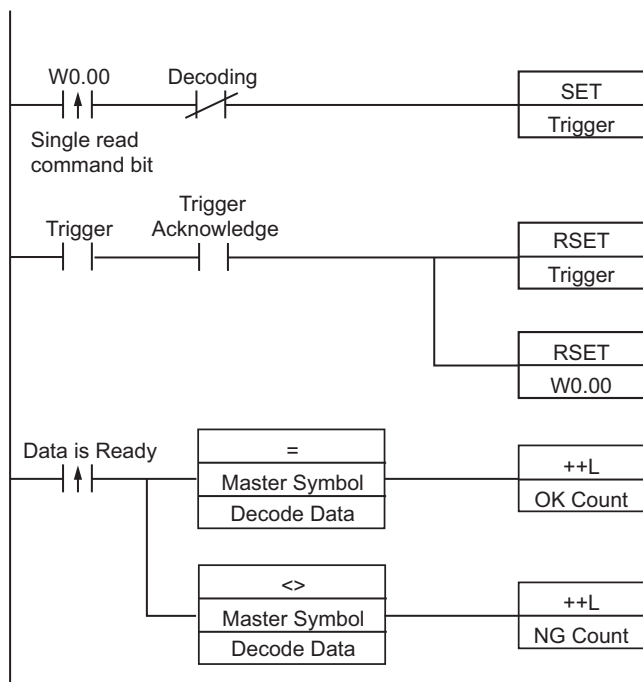 W0.00
Decoding
SET
Trigger
Single read
command bit
Trigger
Trigger
Acknowledge
RSET
Trigger
RSET
W0.00
Data is Ready
=
Master Symbol
Decode Data
++L
OK Count
<>
Master Symbol
Decode Data
++L
NG Count